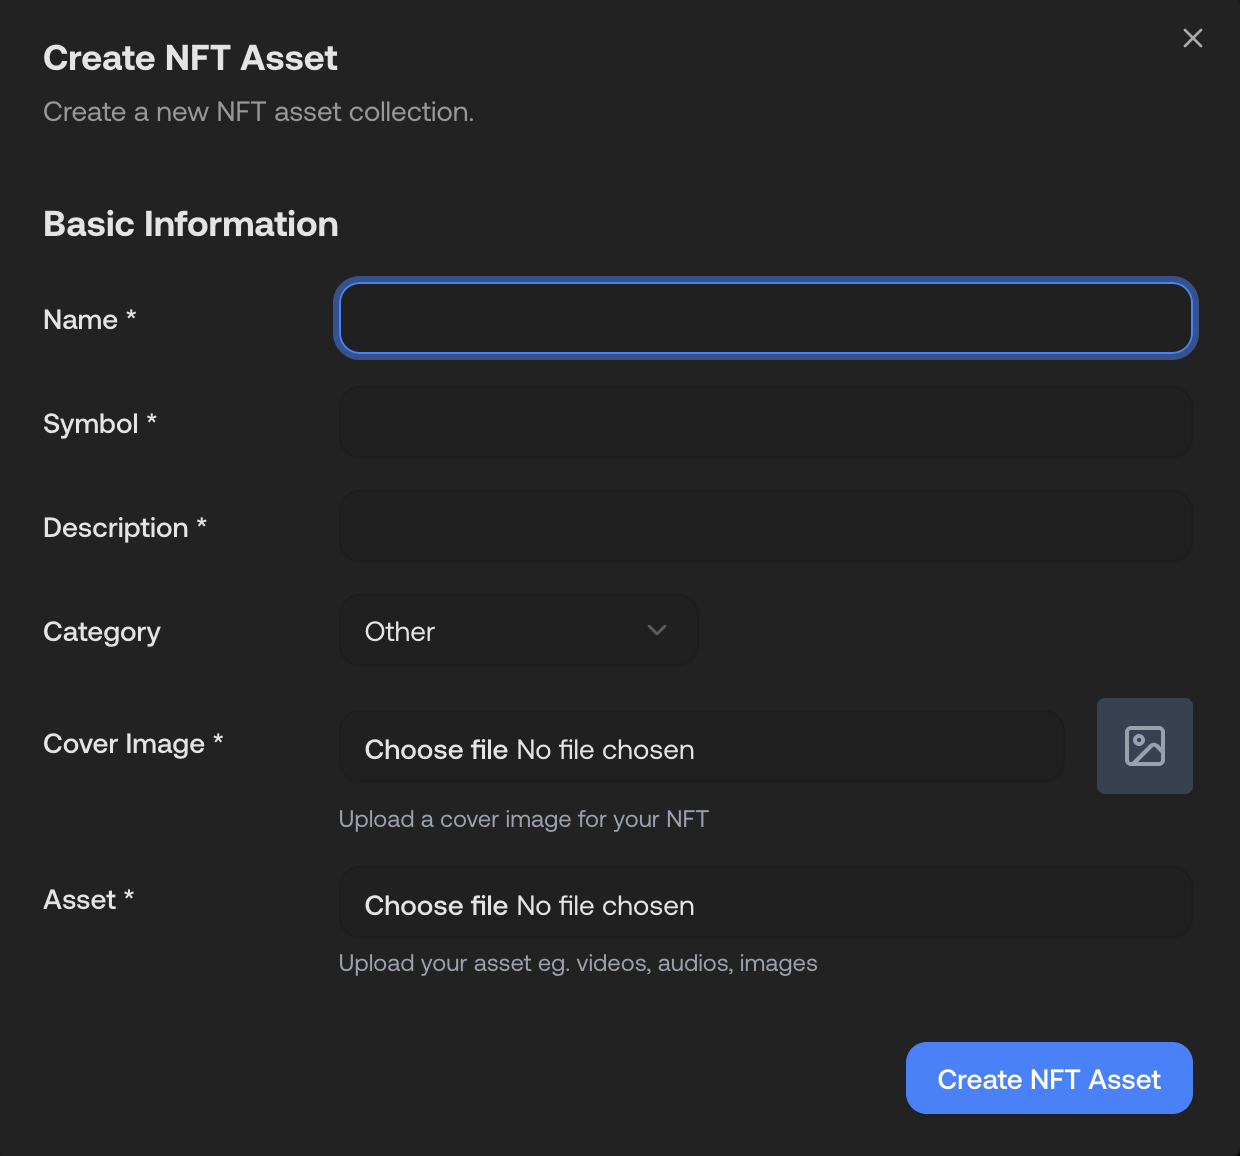 Create NFT Asset
Create a new NFT asset collection.
Basic Information
Name *
Symbol *
Description *
Category
Other
Cover Image *
Choose file No file chosen
Upload a cover image for your NFT
Asset *
Choose file No file chosen
Upload your asset eg. videos, audios, images
Create NFT Asset